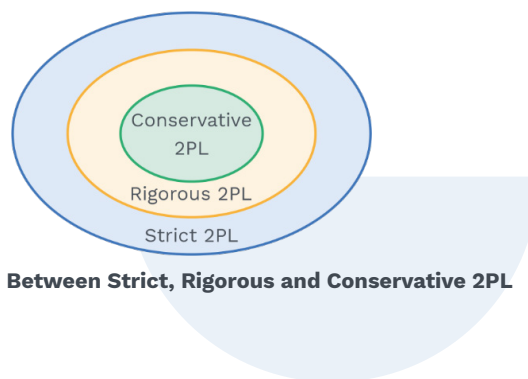 Conservative
2PL
Rigorous 2PL
Strict 2PL
Between Strict, Rigorous and Conservative 2PL